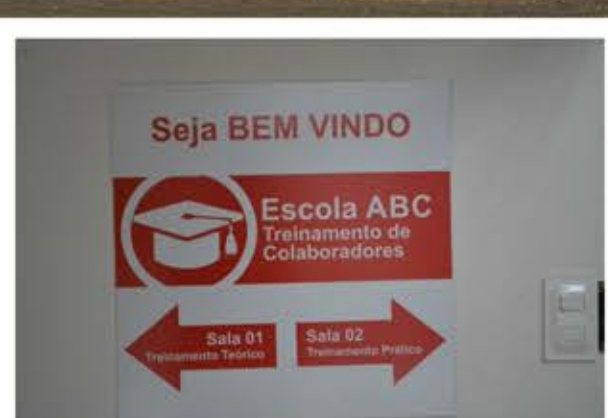 Seja BEM VINDO
Escola ABC
Treinamento de
Colaboradores
Sala 01
Treinamento Teórico
Sala 02
Treinamento Prático